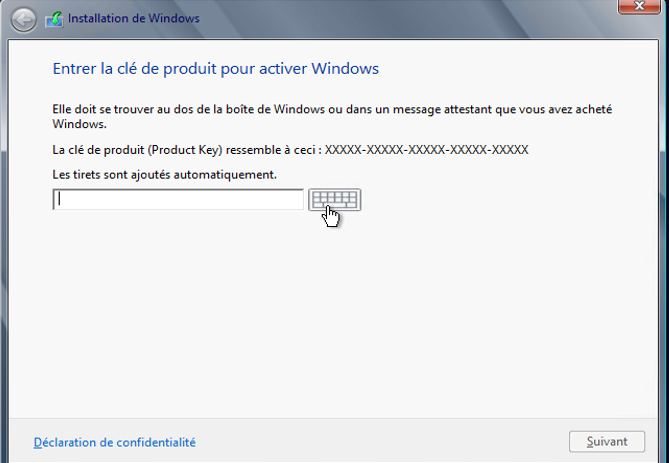 Installation de Windows
Entrer la clé de produit pour activer Windows
Elle doit se trouver au dos de la boîte de Windows ou dans un message attestant que vous avez acheté
Windows.
La clé de produit (Product Key) ressemble à ceci : XXXXX-XXXXX-XXXXX-XXXXX-XXXXX
Les tirets sont ajoutés automatiquement.
Déclaration de confidentialité
Suivant